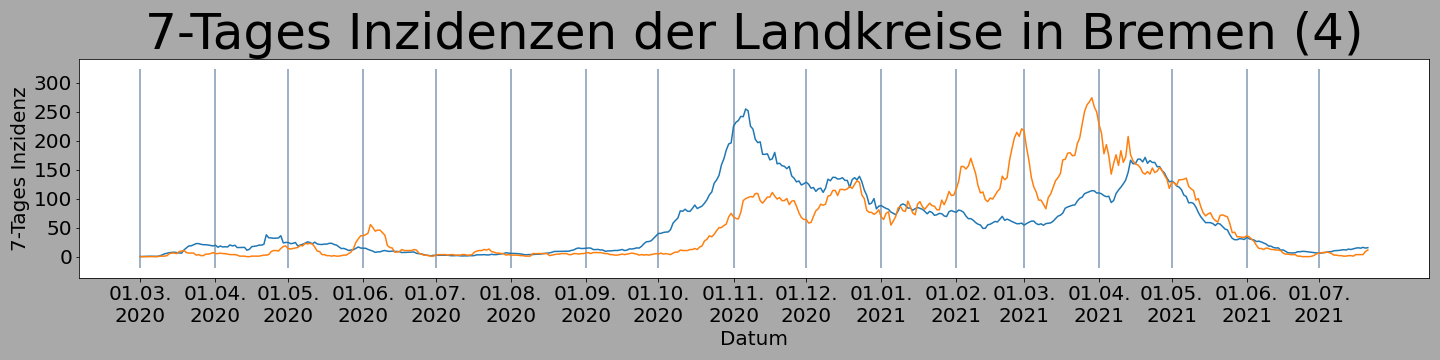 7-Tages Inzidenzen der Landkreise in Bremen (4)
7-Tages Inzidenz
300
250
200
150
100
50
0
01.03. 01.04. 01.05. 01.06. 01.07. 01.08. 01.09. 01.10. 01.11. 01.12. 01.01. 01.02. 01.03. 01.04. 01.05. 01.06. 01.07.
2020 2020 2020 2020 2020 2020 2020 2020 2020 2020 2021 2021 2021 2021 2021 2021 2021
Datum